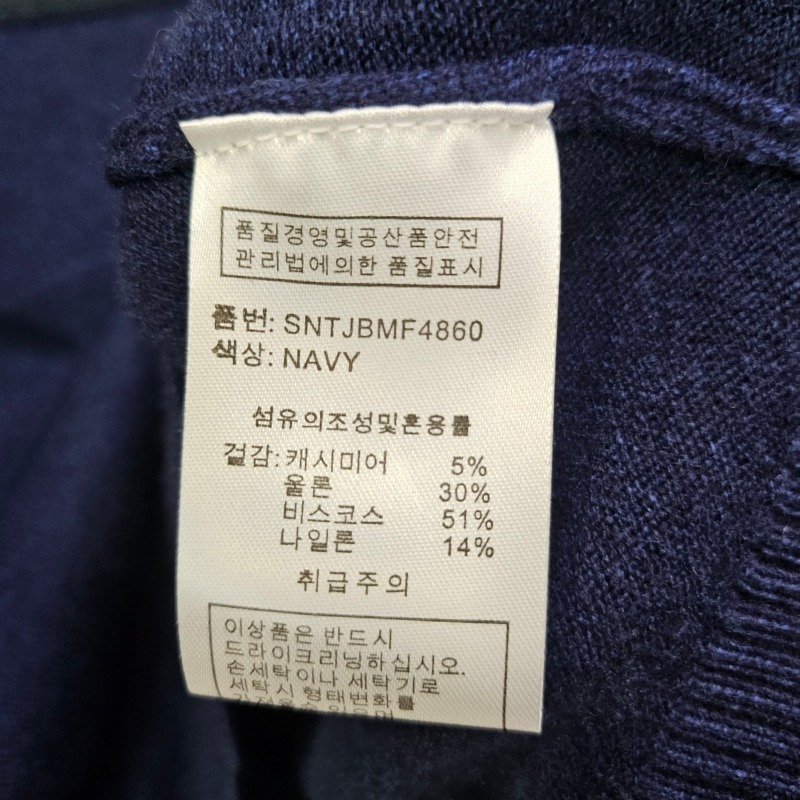 품질경영및공산품안전
관리법에의한 품질표시
품번: SNTJBMF4860
색상: NAVY
섬유의조성및혼용률
겉감: 캐시미어 5%
울론 30%
비스코스 51%
나일론 14%
취급주의
이상품은 반드시
드라이크리닝하십시오.
손세탁이나 세탁기로
세탁시 형태변화를